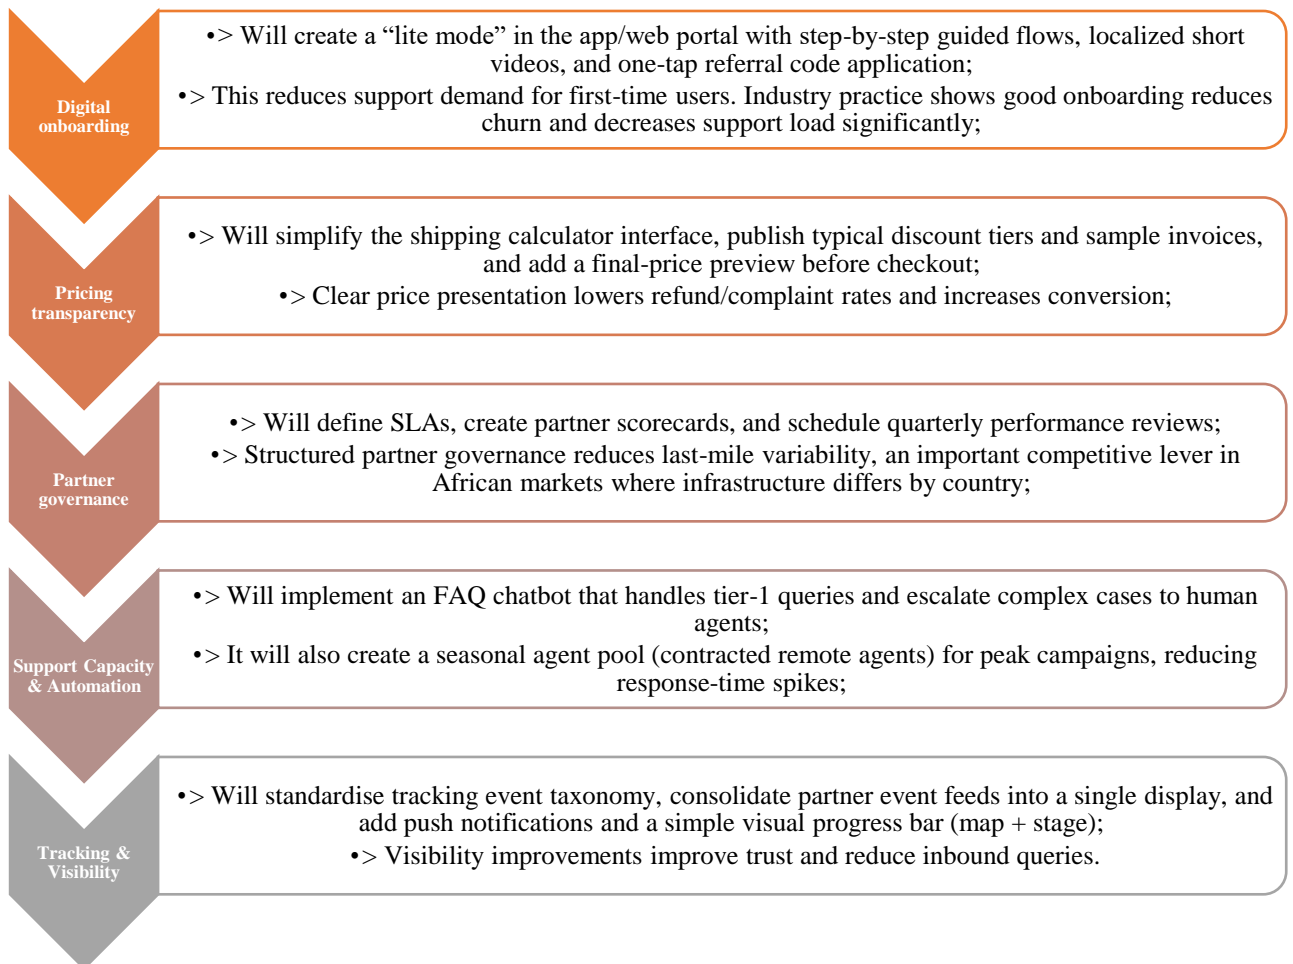 Digital
onboarding
•> Will create a “lite mode” in the app/web portal with step-by-step guided flows, localized short
videos, and one-tap referral code application;
•> This reduces support demand for first-time users. Industry practice shows good onboarding reduces
churn and decreases support load significantly;
Pricing
transparency
•> Will simplify the shipping calculator interface, publish typical discount tiers and sample invoices,
and add a final-price preview before checkout;
•> Clear price presentation lowers refund/complaint rates and increases conversion;
Partner
governance
•> Will define SLAs, create partner scorecards, and schedule quarterly performance reviews;
•> Structured partner governance reduces last-mile variability, an important competitive lever in
African markets where infrastructure differs by country;
Support Capacity
& Automation
•> Will implement an FAQ chatbot that handles tier-1 queries and escalate complex cases to human
agents;
•> It will also create a seasonal agent pool (contracted remote agents) for peak campaigns, reducing
response-time spikes;
Tracking &
Visibility
•> Will standardise tracking event taxonomy, consolidate partner event feeds into a single display, and
add push notifications and a simple visual progress bar (map + stage);
•> Visibility improvements improve trust and reduce inbound queries.